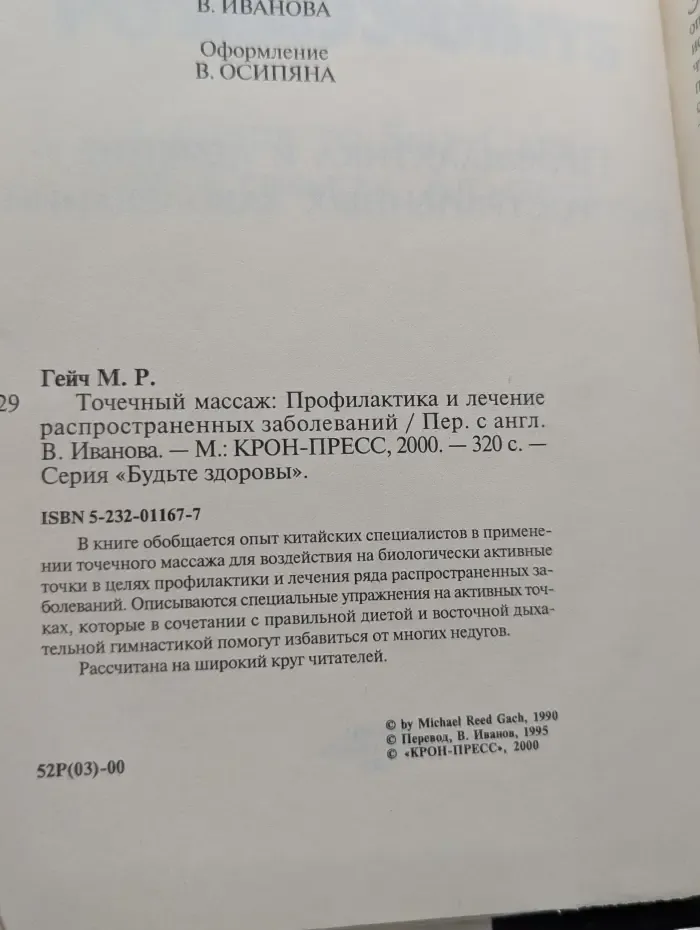 В. ИВАНОВА
Оформление
В. ОСИПЯНА
Гейч М. Р.
29 Точечный массаж: Профилактика и лечение
распространенных заболеваний / Пер. с англ.
В. Иванова. — М.: КРОН-ПРЕСС, 2000. — 320 с. —
Серия «Будьте здоровы».
ISBN 5-232-01167-7
В книге обобщается опыт китайских специалистов в примене-
нии точечного массажа для воздействия на биологически активные
точки в целях профилактики и лечения ряда распространенных за-
болеваний. Описываются специальные упражнения на активных точ-
ках, которые в сочетании с правильной диетой и восточной дыха-
тельной гимнастикой помогут избавиться от многих недугов.
Рассчитана на широкий круг читателей.
© by Michael Reed Gach, 1990
© Перевод, В. Иванов, 1995
© «КРОН-ПРЕСС», 2000
52Р(03)-00